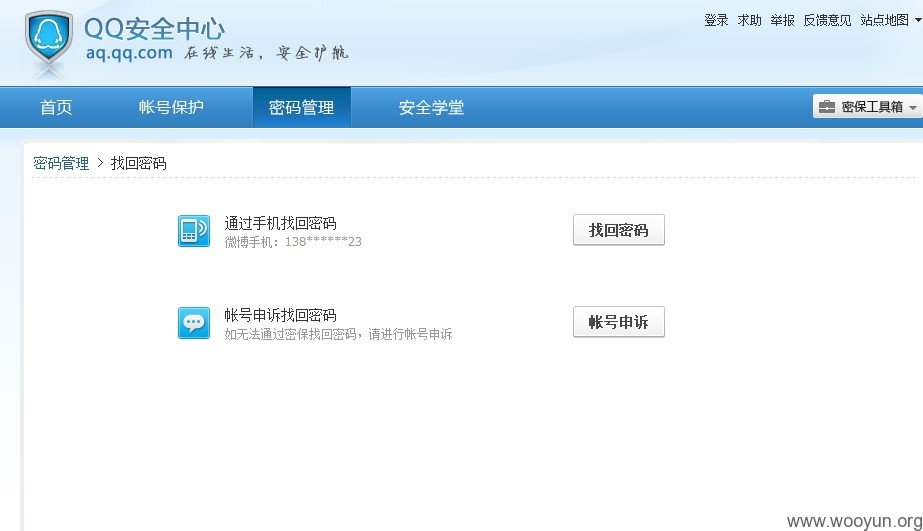 QQ安全中心
aq.qq.com 在线生活，安全护航
登录 求助 举报 反馈意见 站点地图
首页 帐号保护 密码管理 安全学堂 密保工具箱
密码管理 > 找回密码
通过手机找回密码
微博手机：138******23
找回密码
帐号申诉找回密码
如无法通过密保找回密码，请进行帐号申诉
帐号申诉
www.wooyun.org